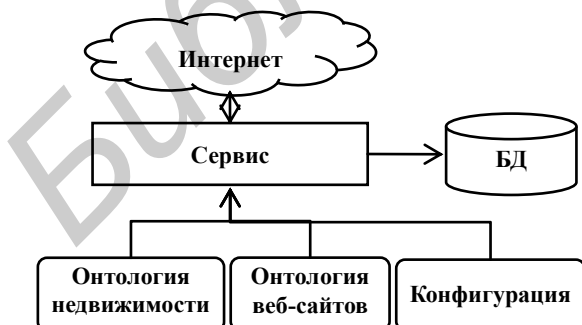 Интернет
Сервис
БД
Онтология
недвижимости
Онтология
веб-сайтов
Конфигурация